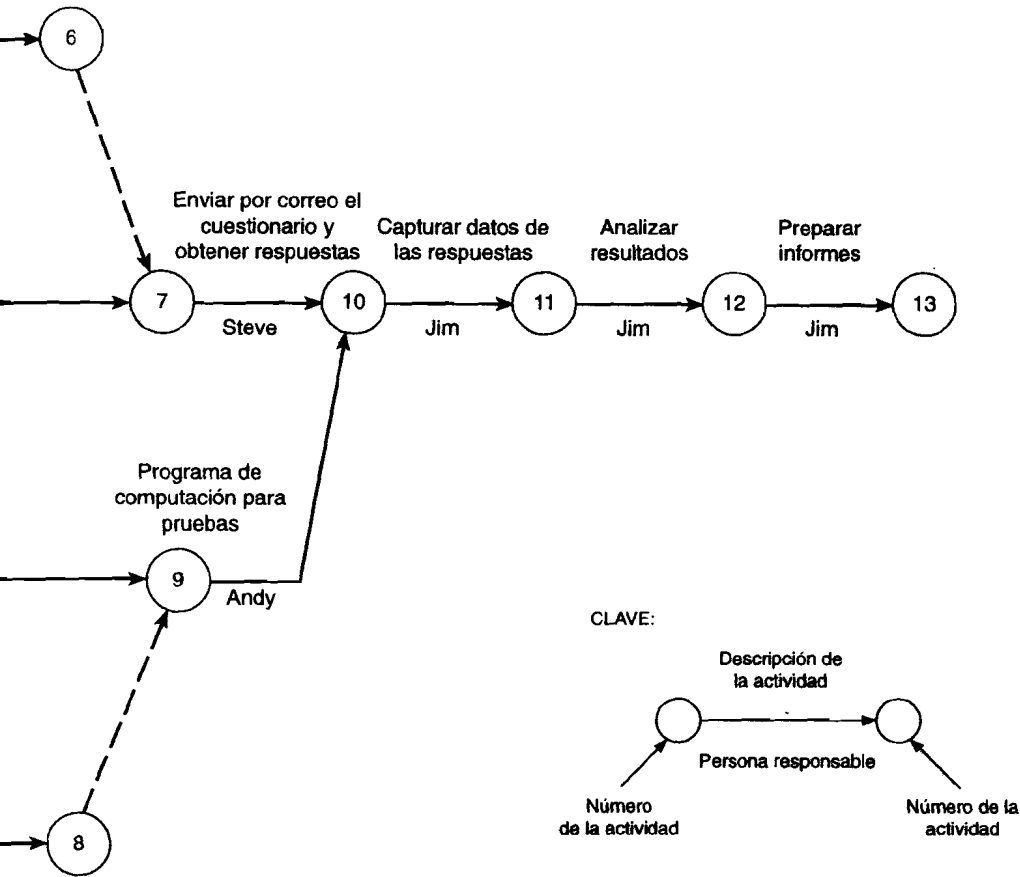 6
Enviar por correo el
cuestionario y
obtener respuestas
Capturar datos de
las respuestas
Analizar
resultados
Preparar
informes
7
10
11
12
13
Steve
Jim
Jim
Jim
Programa de
computación para
pruebas
9
Andy
CLAVE:
Descripción de
la actividad
Persona responsable
Número
de la actividad
Número de la
actividad
8